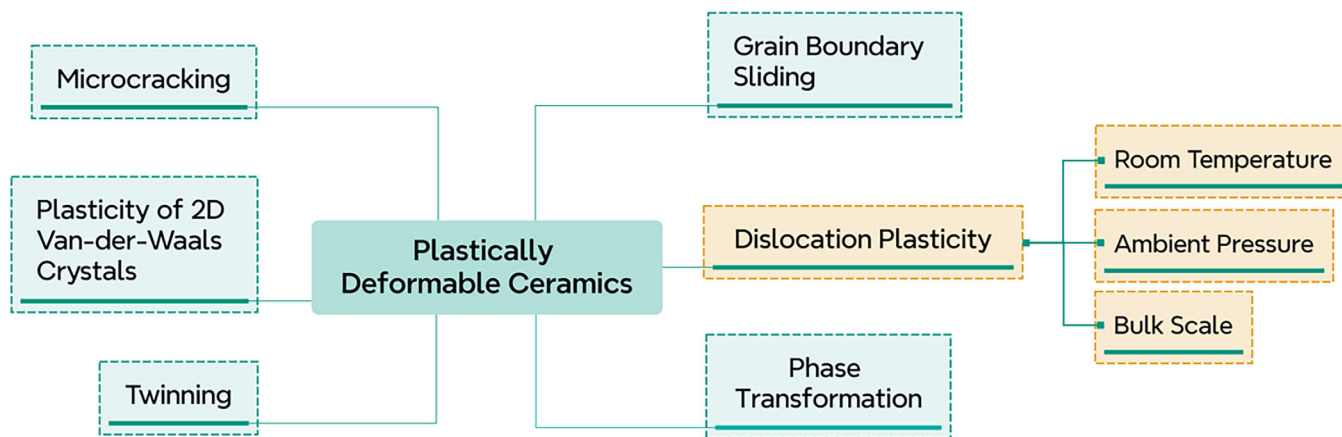 Microcracking
Plasticity of 2D
Van-der-Waals
Crystals
Twinning
Plastically
Deformable Ceramics
Grain Boundary
Sliding
Dislocation Plasticity
Room Temperature
Ambient Pressure
Bulk Scale
Phase
Transformation